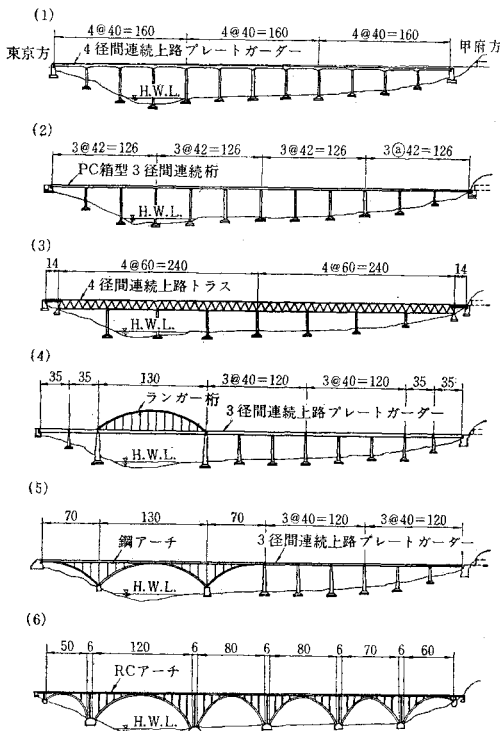 (1)
4@40=160 4@40=160 4@40=160
東京方 4径間連続上路プレートガーダー 甲府方
H.W.L.
(2)
3@42=126 3@42=126 3@42=126 3ⓐ42=126
PC箱型3径間連続桁
H.W.L.
(3)
14 4@60=240 4@60=240 14
4径間連続上路トラス
H.W.L.
(4)
35 35 130 3@40=120 3@40=120 35 35
ランガー桁
3径間連続上路プレートガーダー
H.W.L.
(5)
70 130 70 3@40=120 3@40=120
鋼アーチ 3径間連続上路プレートガーダー
H.W.L.
(6)
50 6 120 6 80 6 80 6 70 6 60
RCアーチ
H.W.L.